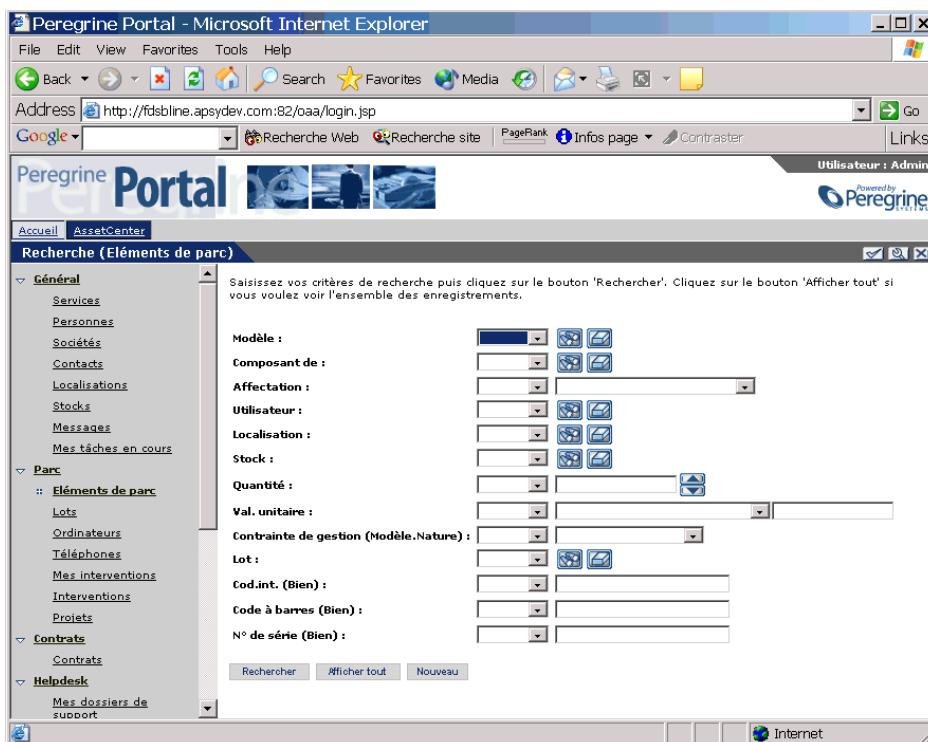 Peregrine Portal - Microsoft Internet Explorer
File Edit View Favorites Tools Help
Back Search Favorites Media
Address http://fdsbline.apsydev.com:82/oaa/login.jsp Go
Google Recherche Web Recherche site PageRank Infos page Contraster Links
Utilisateur : Admin
Peregrine Portal
Powered by
Peregrine
SYSTEMS
Accueil AssetCenter
Recherche (Eléments de parc)
Général
Services
Personnes
Sociétés
Contacts
Localisations
Stocks
Messages
Mes tâches en cours
Parc
Eléments de parc
Lots
Ordinateurs
Téléphones
Mes interventions
Interventions
Projets
Contrats
Contrats
Helpdesk
Mes dossiers de
support
Saisissez vos critères de recherche puis cliquez sur le bouton 'Rechercher'. Cliquez sur le bouton 'Afficher tout' si
vous voulez voir l'ensemble des enregistrements.
Modèle :
Composant de :
Affectation :
Utilisateur :
Localisation :
Stock :
Quantité :
Val. unitaire :
Contrainte de gestion (Modèle.Nature) :
Lot :
Cod.int. (Bien) :
Code à barres (Bien) :
N° de série (Bien) :
Rechercher Afficher tout Nouveau
Internet